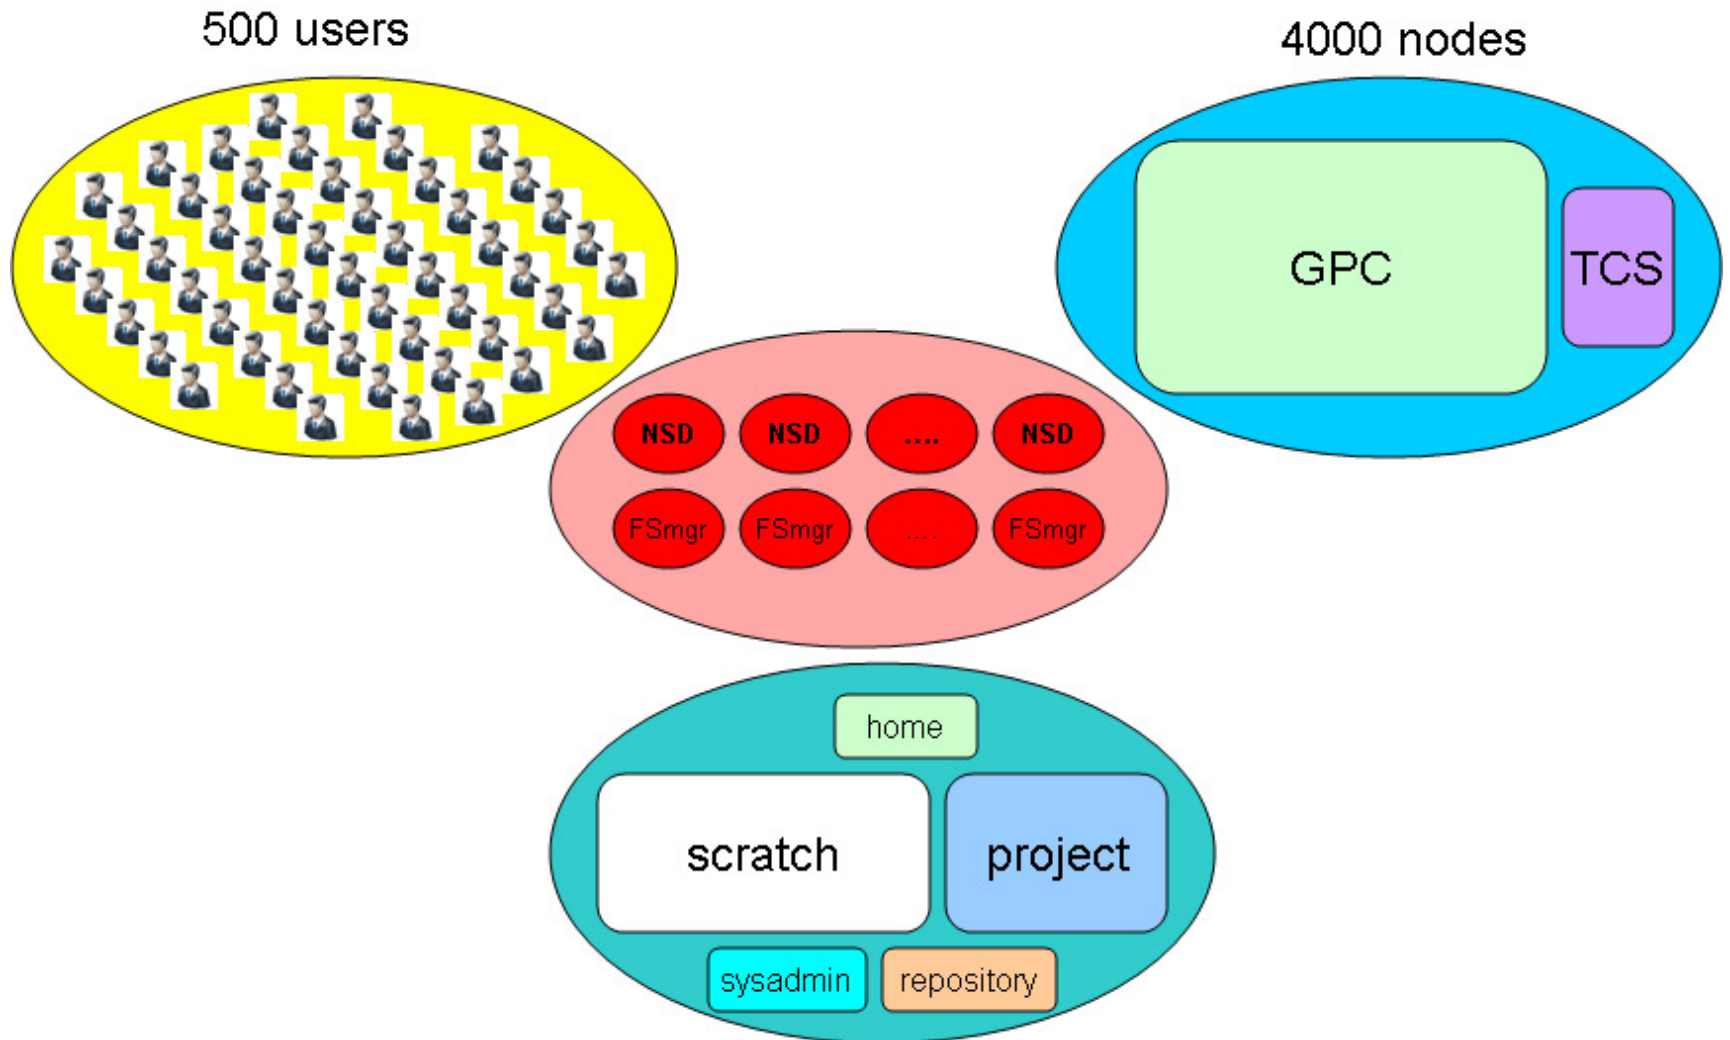 500 users
4000 nodes
GPC
TCS
NSD NSD .... NSD
FSmgr FSmgr .... FSmgr
home
scratch
project
sysadmin
repository